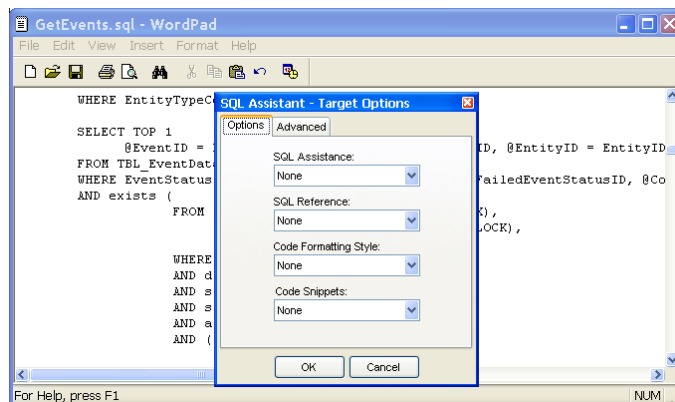 GetEvents.sql - WordPad
File Edit View Insert Format Help
WHERE EntityTypeC
SELECT TOP 1
@EventID = ID, @EntityID = EntityID
FROM TBL_EventData
WHERE EventStatus FailedEventStatusID, @Co
AND exists (
FROM K),
LOCK),
WHERE
AND d
AND s
AND s
AND a
AND (
SQL Assistant - Target Options
Options Advanced
SQL Assistance:
None
SQL Reference:
None
Code Formatting Style:
None
Code Snippets:
None
OK Cancel
For Help, press F1 NUM